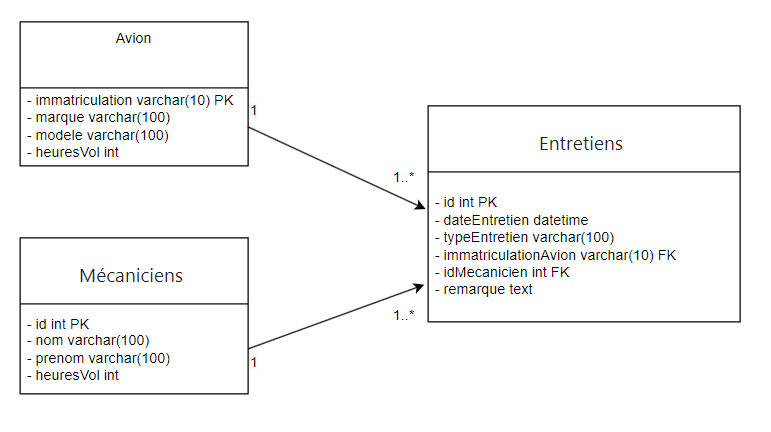 Avion
- immatriculation varchar(10) PK
- marque varchar(100)
- modele varchar(100)
- heuresVol int
1
1..*
Entretiens
- id int PK
- dateEntretien datetime
- typeEntretien varchar(100)
- immatriculationAvion varchar(10) FK
- idMecanicien int FK
- remarque text
Mécaniciens
- id int PK
- nom varchar(100)
- prenom varchar(100)
- heuresVol int
1
1..*